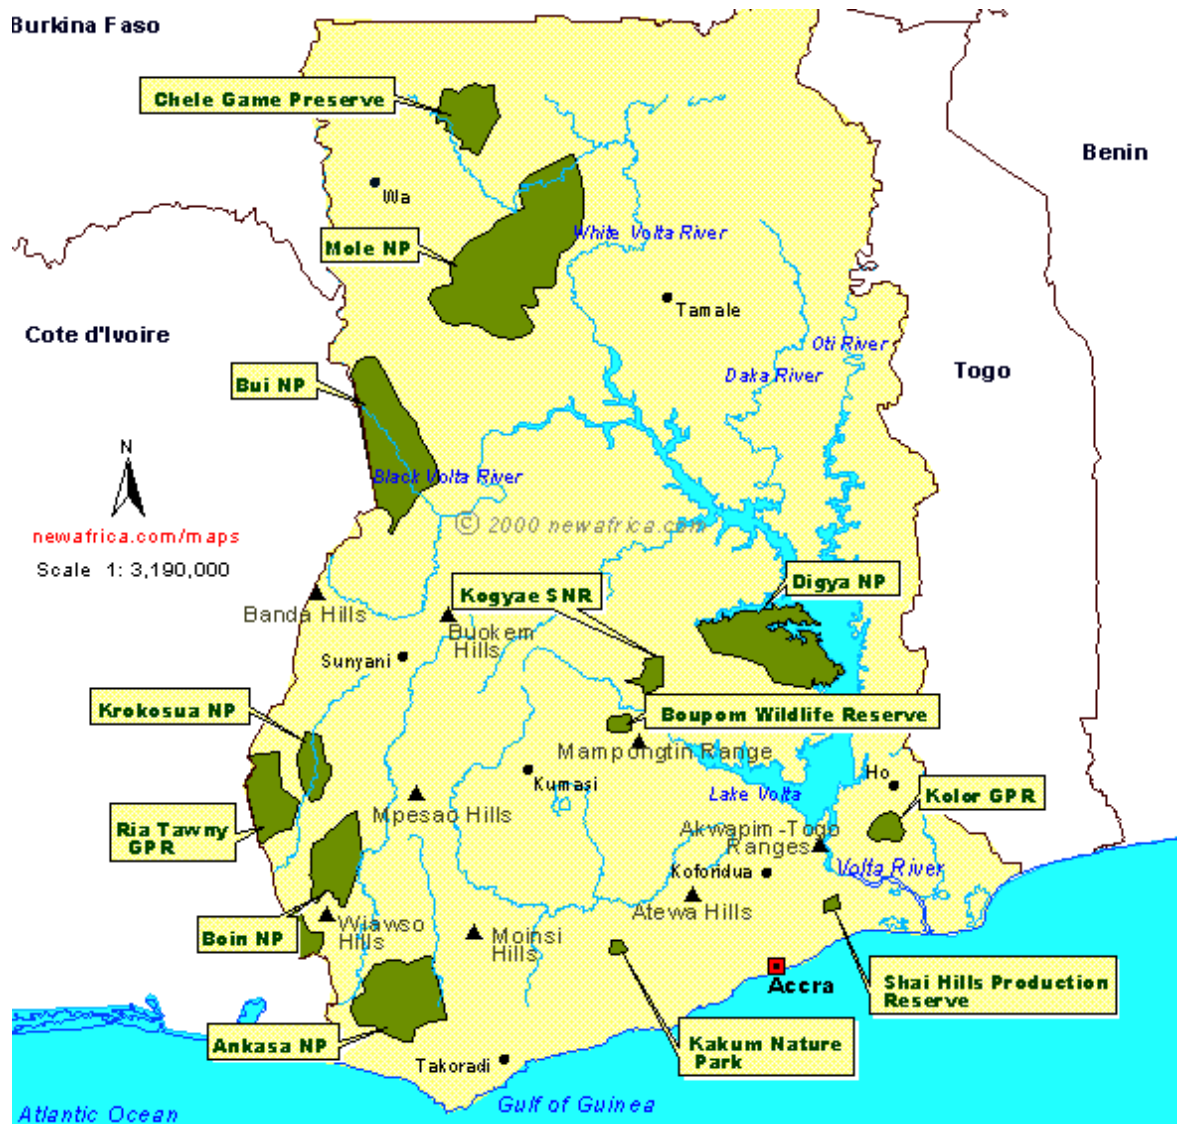 Burkina Faso
Chele Game Preserve
Benin
Wa
White Volta River
Mole NP
Tamale
Cote d'Ivoire
Oti River
Togo
Daka River
Bui NP
N
Black Volta River
© 2000 newafrica.com
newafrica.com/maps
Scale 1: 3,190,000
Digya NP
Kogyae SNR
Banda Hills
Buokem
Hills
Sunyani
Krokosua NP
Boupom Wildlife Reserve
Mampongtin Range
Ho
Kumasi
Lake Volta
Kolor GPR
Mpesao Hills
Ria Tawny
GPR
Akwapim -Togo
Ranges
Volta River
Koforidua
Atewa Hills
Wiawso
Hills
Boin NP
Moinsi
Hills
Shai Hills Production
Reserve
Accra
Ankasa NP
Kakum Nature
Park
Takoradi
Gulf of Guinea
Atlantic Ocean